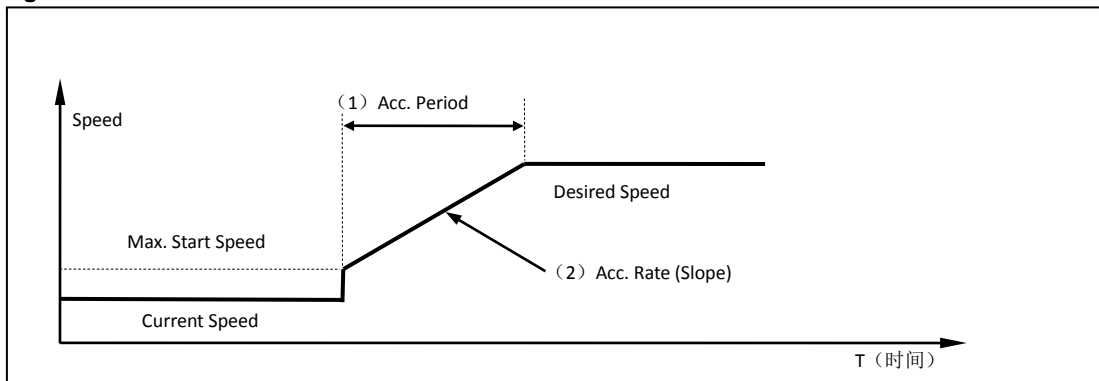 （1）Acc. Period
Speed
Desired Speed
Max. Start Speed
（2）Acc. Rate (Slope)
Current Speed
T（时间）